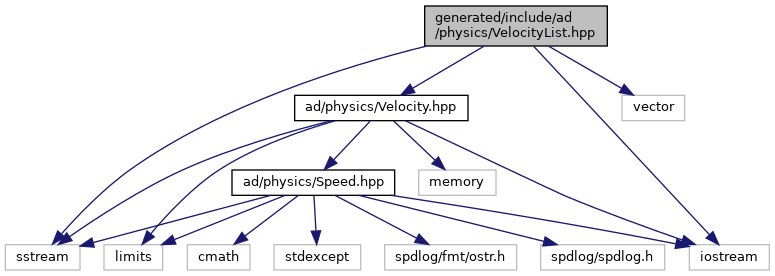 generated/include/ad
/physics/VelocityList.hpp
ad/physics/Velocity.hpp
vector
ad/physics/Speed.hpp
memory
sstream
limits
cmath
stdexcept
spdlog/fmt/ostr.h
spdlog/spdlog.h
iostream